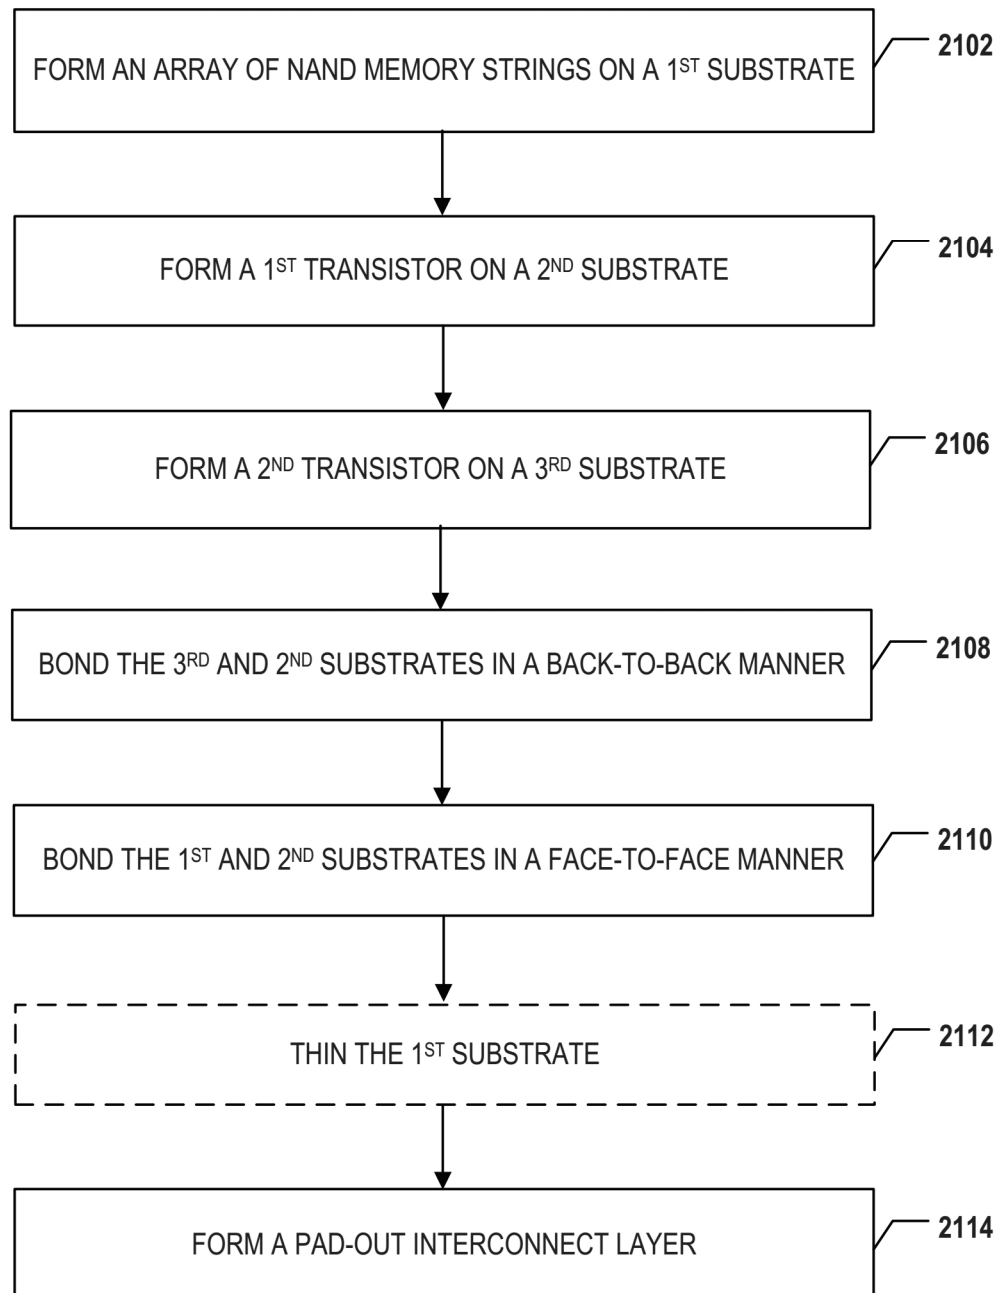 2102
FORM AN ARRAY OF NAND MEMORY STRINGS ON A 1ST SUBSTRATE
2104
FORM A 1ST TRANSISTOR ON A 2ND SUBSTRATE
2106
FORM A 2ND TRANSISTOR ON A 3RD SUBSTRATE
2108
BOND THE 3RD AND 2ND SUBSTRATES IN A BACK-TO-BACK MANNER
2110
BOND THE 1ST AND 2ND SUBSTRATES IN A FACE-TO-FACE MANNER
2112
THIN THE 1ST SUBSTRATE
2114
FORM A PAD-OUT INTERCONNECT LAYER